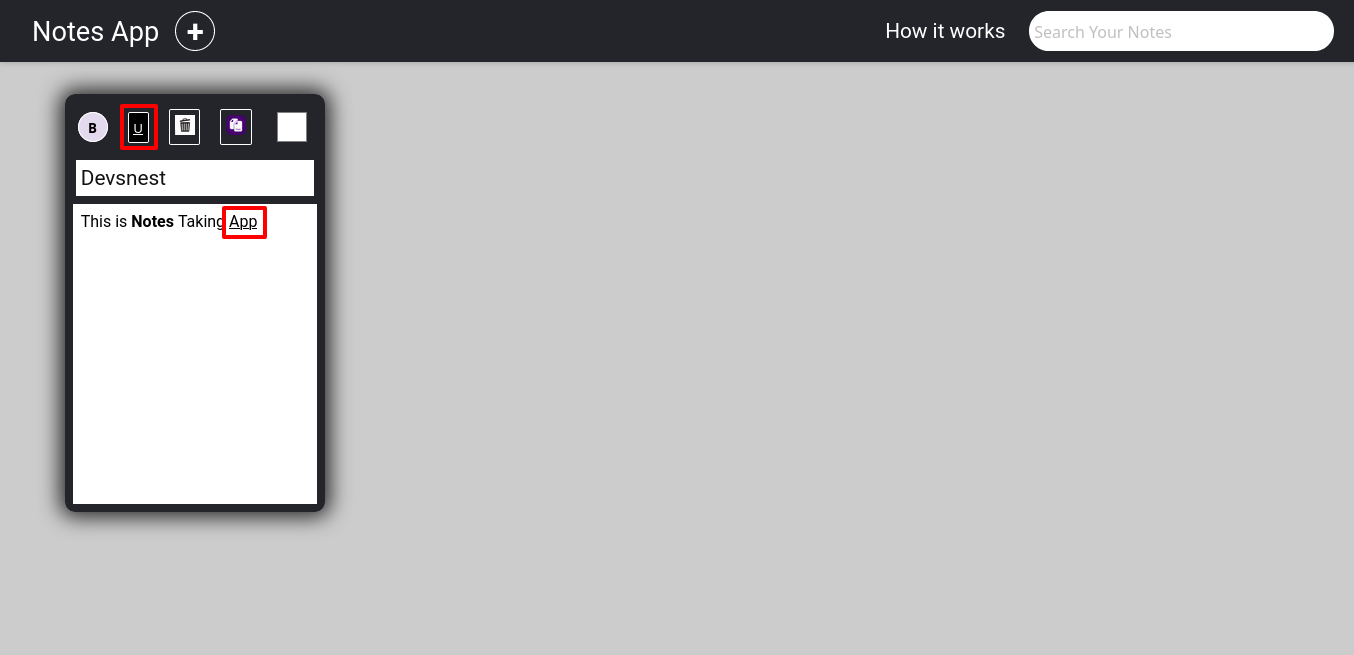 Notes App
How it works
Search Your Notes
B U
Devsnest
This is Notes Taking App